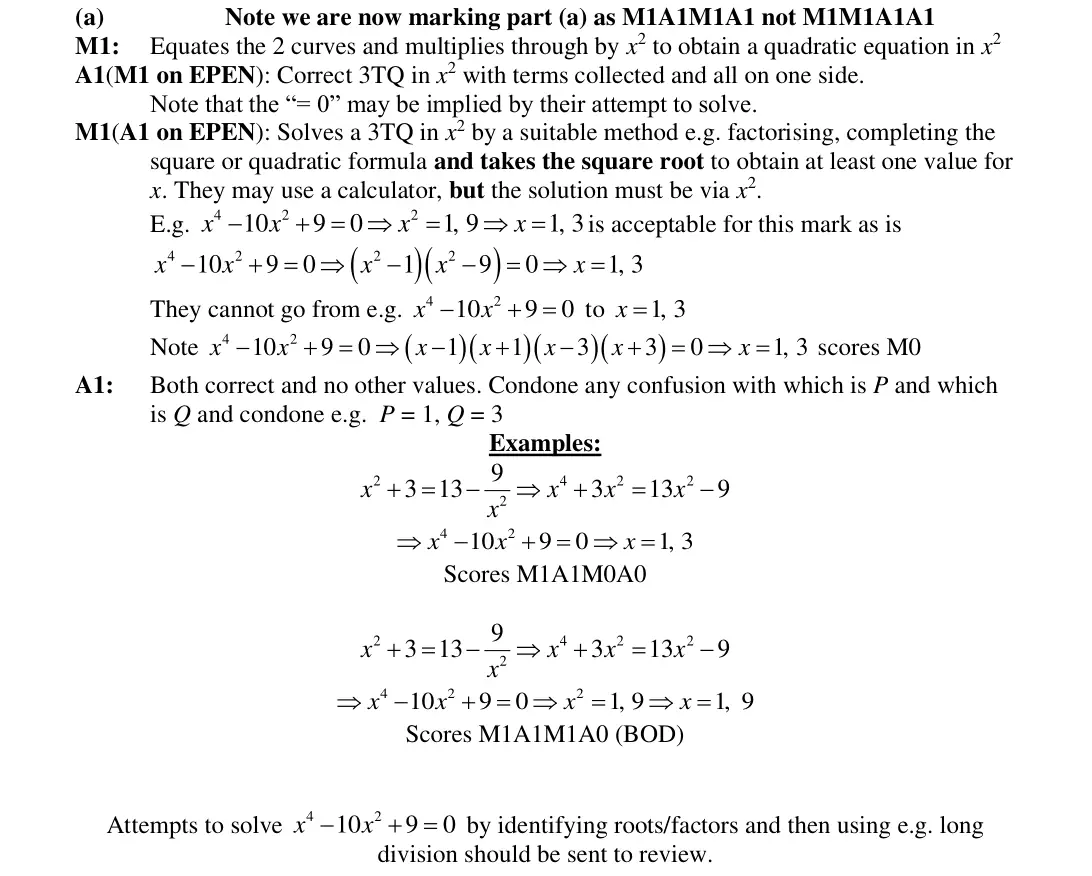 (a) Note we are now marking part (a) as M1A1M1A1 not M1M1A1A1
M1: Equates the 2 curves and multiplies through by x² to obtain a quadratic equation in x²
A1(M1 on EPEN): Correct 3TQ in x² with terms collected and all on one side.
Note that the “= 0” may be implied by their attempt to solve.
M1(A1 on EPEN): Solves a 3TQ in x² by a suitable method e.g. factorising, completing the
square or quadratic formula and takes the square root to obtain at least one value for
x. They may use a calculator, but the solution must be via x².
E.g. x⁴ −10x² +9 = 0 ⇒ x² = 1, 9 ⇒ x = 1, 3 is acceptable for this mark as is
x⁴ −10x² +9 = 0 ⇒ (x² −1)(x² −9) = 0 ⇒ x = 1, 3
They cannot go from e.g. x⁴ −10x² +9 = 0 to x = 1, 3
Note x⁴ −10x² +9 = 0 ⇒ (x−1)(x+1)(x−3)(x+3) = 0 ⇒ x = 1, 3 scores M0
A1: Both correct and no other values. Condone any confusion with which is P and which
is Q and condone e.g. P = 1, Q = 3
Examples:
x² +3 = 13 − 9/x² ⇒ x⁴ +3x² = 13x² −9
⇒ x⁴ −10x² +9 = 0 ⇒ x = 1, 3
Scores M1A1M0A0
x² +3 = 13 − 9/x² ⇒ x⁴ +3x² = 13x² −9
⇒ x⁴ −10x² +9 = 0 ⇒ x² = 1, 9 ⇒ x = 1, 9
Scores M1A1M1A0 (BOD)
Attempts to solve x⁴ −10x² +9 = 0 by identifying roots/factors and then using e.g. long
division should be sent to review.